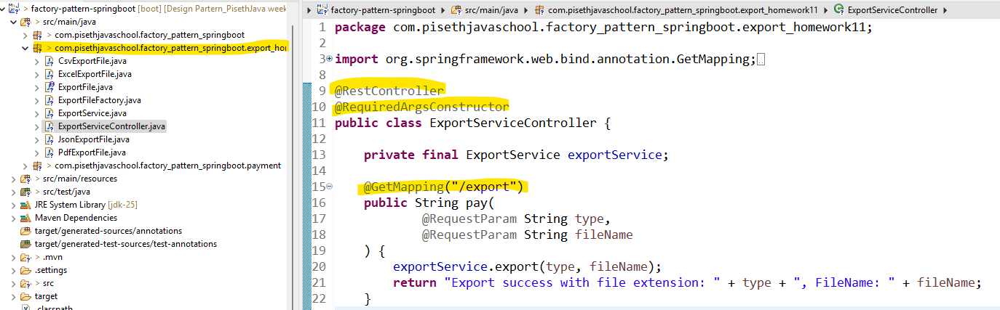 factory-pattern-springboot [boot] [Design Partern_PisethJava week
> src/main/java
> com.pisethjavaschool.factory_pattern_springboot
> com.pisethjavaschool.factory_pattern_springboot.export_hor
> CsvExportFile.java
> ExcelExportFile.java
> ExportFile.java
> ExportFileFactory.java
> ExportService.java
> ExportServiceController.java
> JsonExportFile.java
> PdfExportFile.java
> com.pisethjavaschool.factory_pattern_springboot.payment
> src/main/resources
> src/test/java
JRE System Library [jdk-25]
Maven Dependencies
target/generated-sources/annotations
target/generated-test-sources/test-annotations
> .mvn
> .settings
> src
target
.classpath
factory-pattern-springboot src/main/java com.pisethjavaschool.factory_pattern_springboot.export_homework11 ExportServiceController
1 package com.pisethjavaschool.factory_pattern_springboot.export_homework11;
2
3 import org.springframework.web.bind.annotation.GetMapping;
8
9 @RestController
10 @RequiredArgsConstructor
11 public class ExportServiceController {
12
13 private final ExportService exportService;
14
15 @GetMapping("/export")
16 public String pay(
17 @RequestParam String type,
18 @RequestParam String fileName
19 ) {
20 exportService.export(type, fileName);
21 return "Export success with file extension: " + type + ", FileName: " + fileName;
22 }